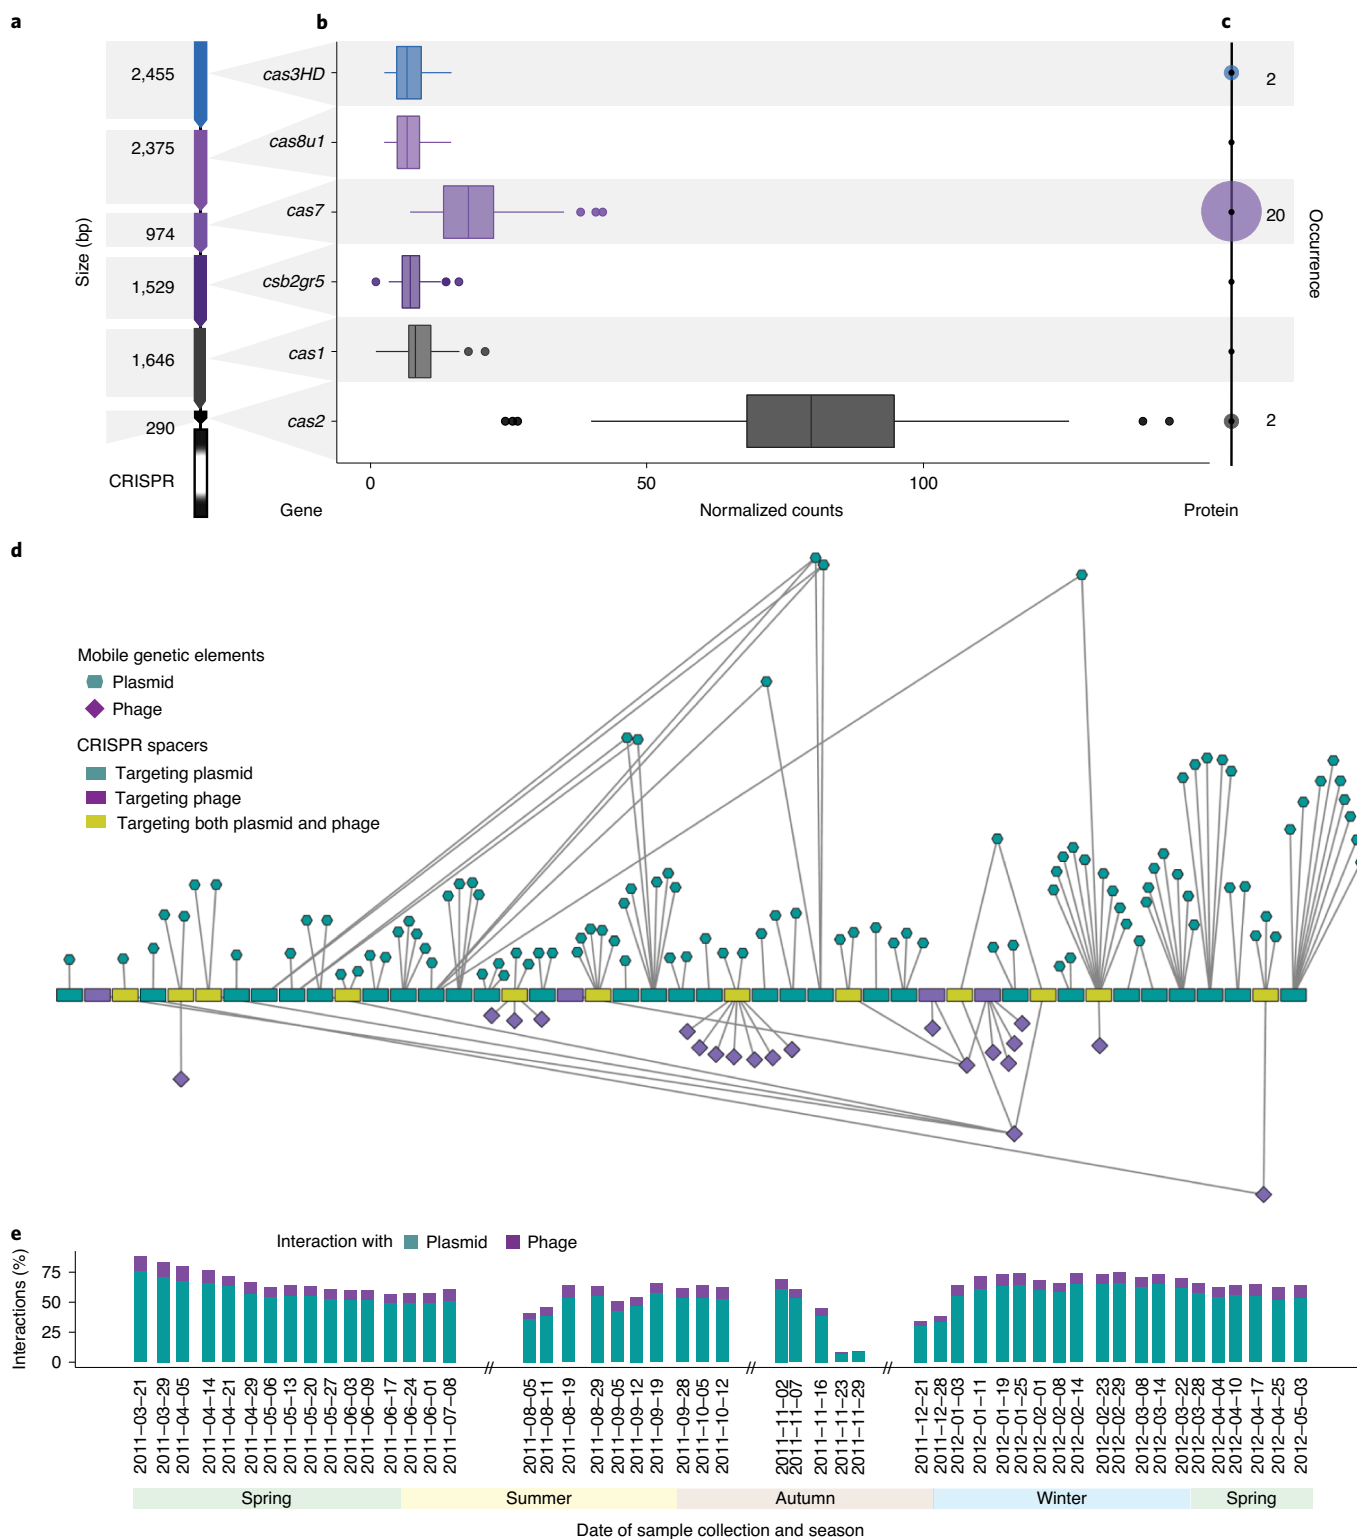 a
b
c
2,455
2,375
974
1,529
1,646
290
CRISPR
Size (bp)
cas3HD
cas8u1
cas7
csb2gr5
cas1
cas2
Gene
0
50
100
Normalized counts
2
20
2
Occurrence
Protein
d
Mobile genetic elements
Plasmid
Phage
CRISPR spacers
Targeting plasmid
Targeting phage
Targeting both plasmid and phage
e
Interaction with Plasmid Phage
Interactions (%)
75
50
25
0
2011–03–21
2011–03–29
2011–04–05
2011–04–14
2011–04–21
2011–04–29
2011–05–06
2011–05–13
2011–05–20
2011–05–27
2011–06–03
2011–06–09
2011–06–17
2011–06–24
2011–06–01
2011–07–08
2011–08–05
2011–08–11
2011–08–19
2011–08–29
2011–09–05
2011–09–12
2011–09–19
2011–09–28
2011–10–05
2011–10–12
2011–11–02
2011–11–07
2011–11–16
2011–11–23
2011–11–29
2011–12–21
2011–12–28
2012–01–03
2012–01–11
2012–01–19
2012–01–25
2012–02–01
2012–02–08
2012–02–14
2012–02–23
2012–02–29
2012–03–08
2012–03–14
2012–03–22
2012–03–28
2012–04–04
2012–04–10
2012–04–17
2012–04–25
2012–05–03
Spring
Summer
Autumn
Winter
Spring
Date of sample collection and season